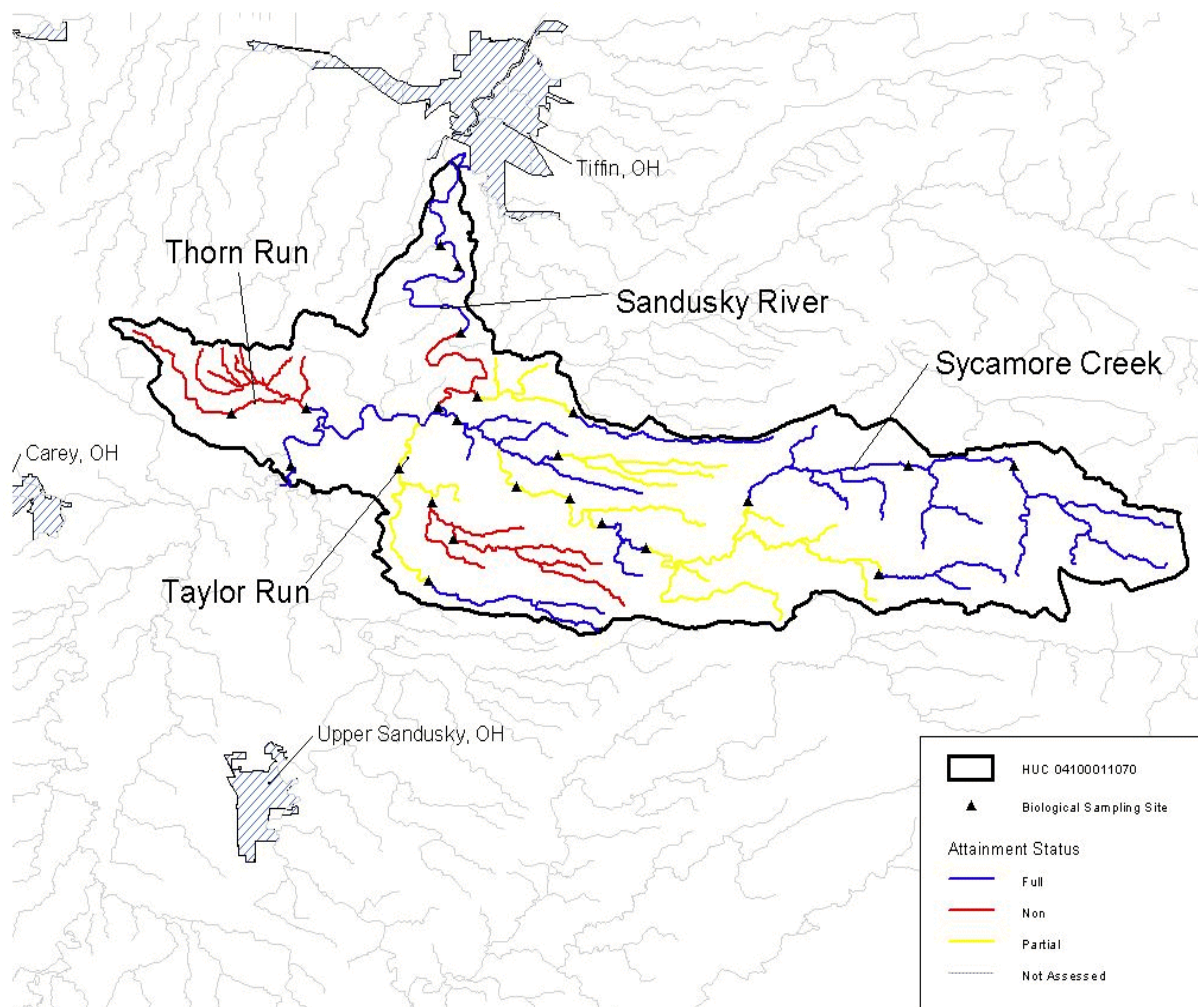 Tiffin, OH
Thorn Run
Sandusky River
Sycamore Creek
Carey, OH
Taylor Run
Upper Sandusky, OH
HUC 04100011070
Biological Sampling Site
Attainment Status
Full
Non
Partial
Not Assessed